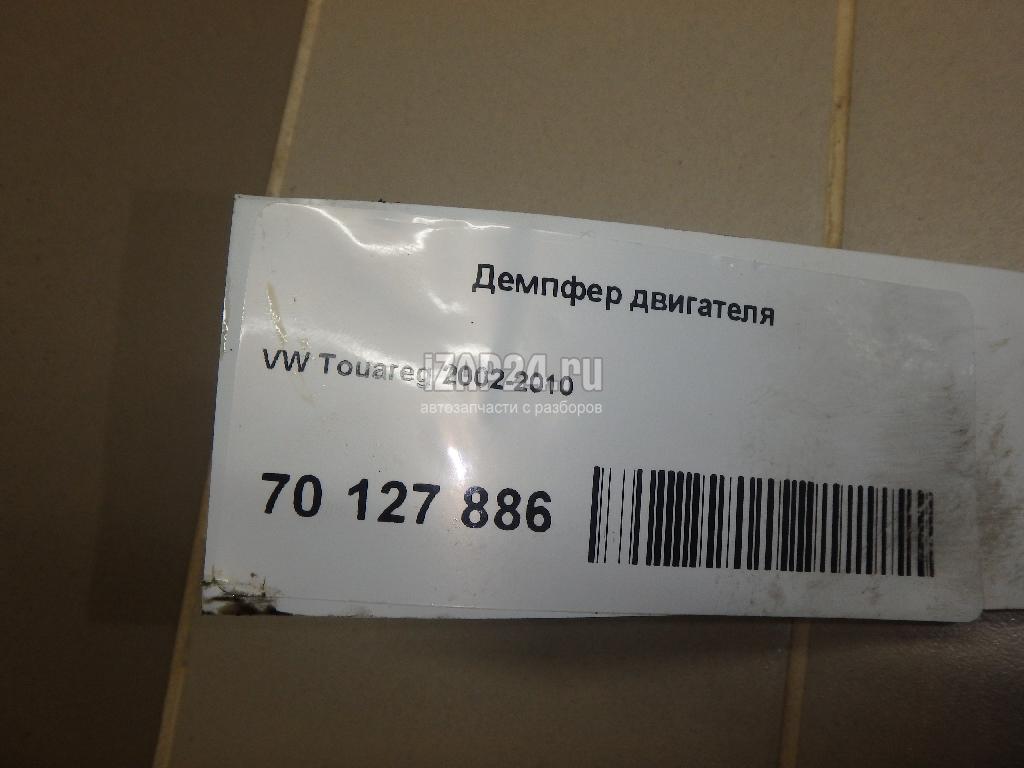 Демпфер двигателя
VW Touareg 2002-2010
iZAP24.ru
автозапчасти с разборов
70 127 886